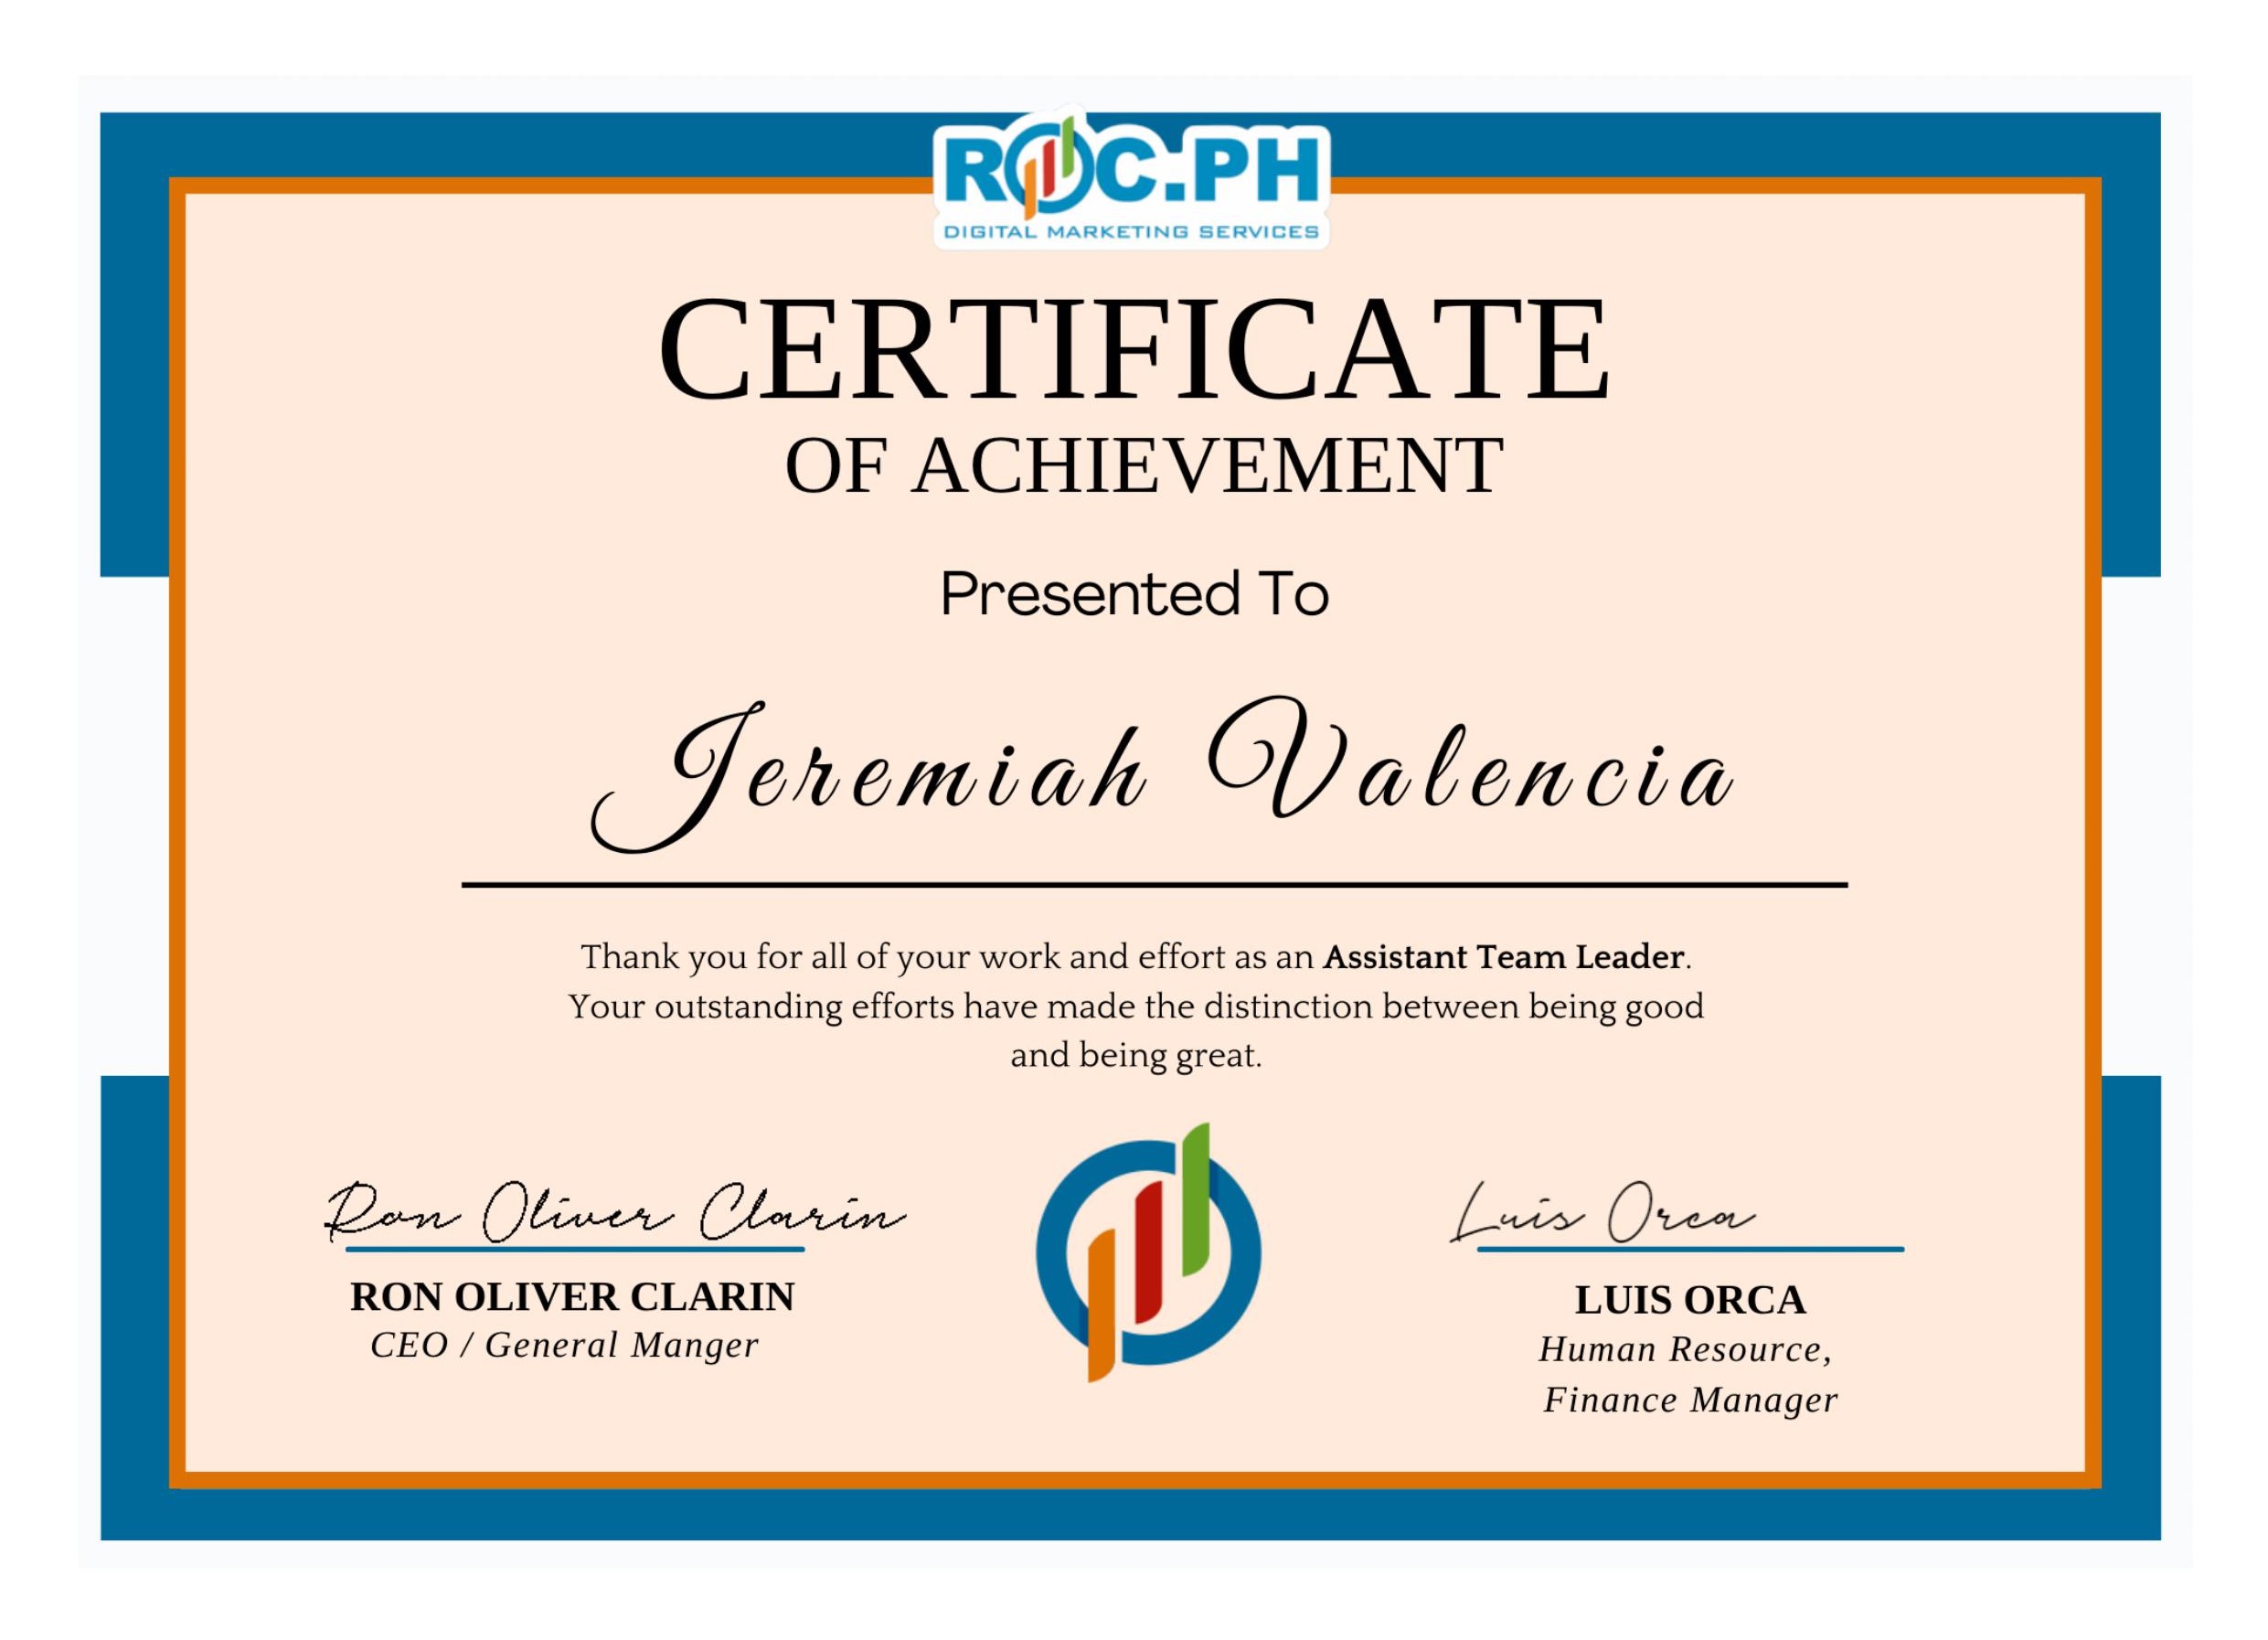 ROC.PH
DIGITAL MARKETING SERVICES
CERTIFICATE
OF ACHIEVEMENT
Presented To
Jeremiah Valencia
Thank you for all of your work and effort as an Assistant Team Leader.
Your outstanding efforts have made the distinction between being good
and being great.
Ron Oliver Clarin
RON OLIVER CLARIN
CEO / General Manger
Luis Orca
LUIS ORCA
Human Resource,
Finance Manager